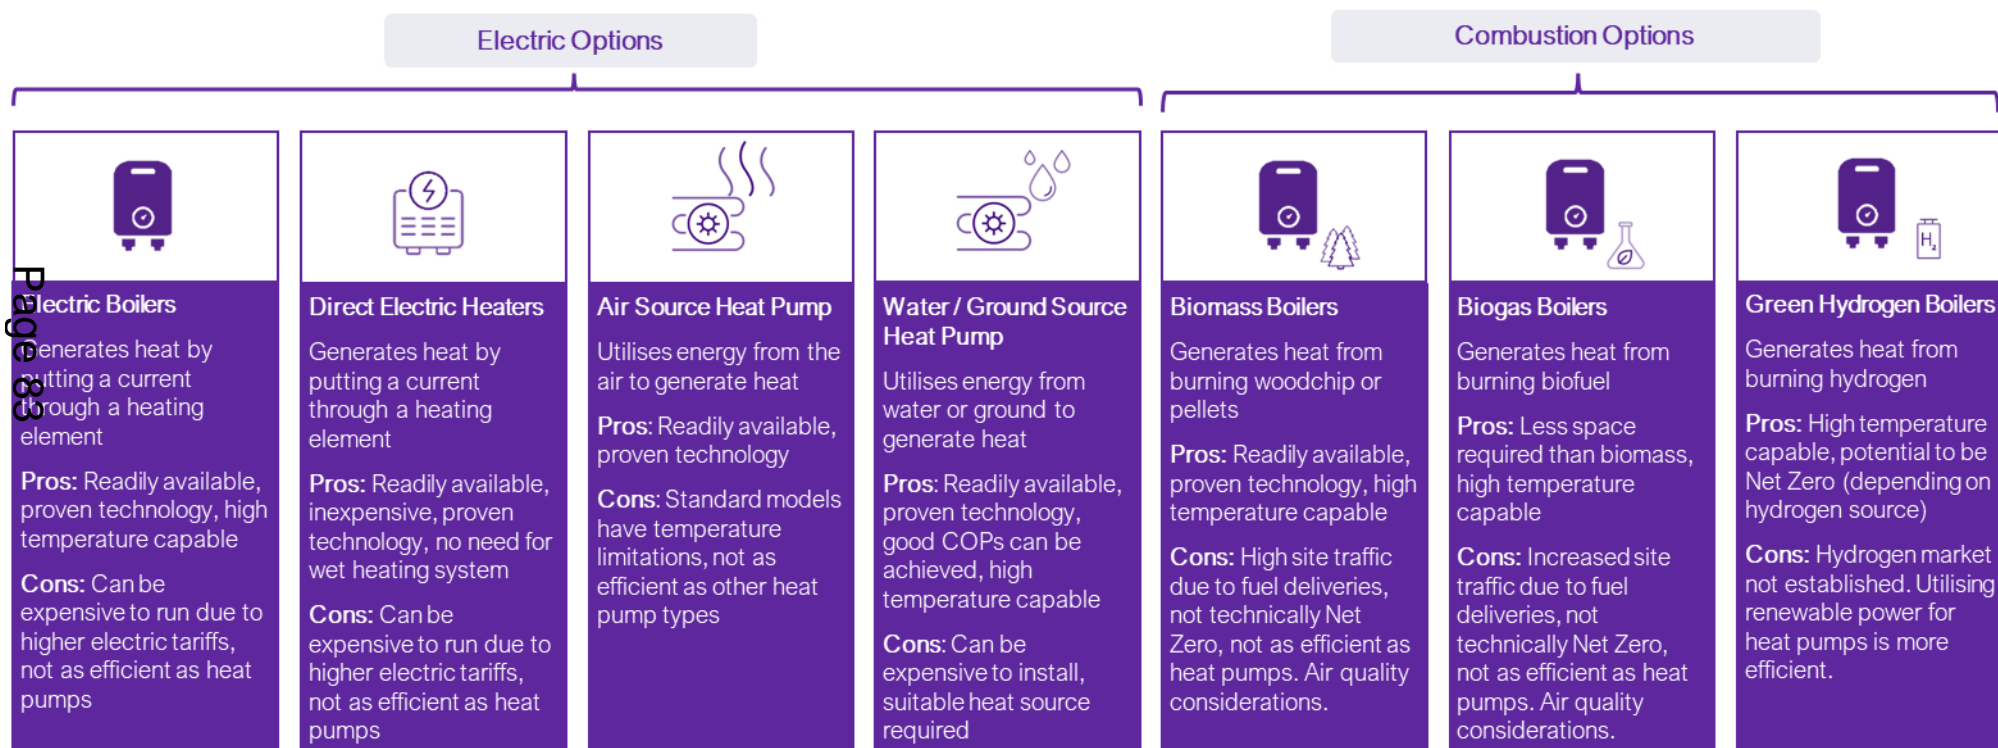 Electric Options
Combustion Options
Electric Boilers
Generates heat by
putting a current
through a heating
element
Pros: Readily available,
proven technology, high
temperature capable
Cons: Can be
expensive to run due to
higher electric tariffs,
not as efficient as heat
pumps
Direct Electric Heaters
Generates heat by
putting a current
through a heating
element
Pros: Readily available,
inexpensive, proven
technology, no need for
wet heating system
Cons: Can be
expensive to run due to
higher electric tariffs,
not as efficient as heat
pumps
Air Source Heat Pump
Utilises energy from the
air to generate heat
Pros: Readily available,
proven technology
Cons: Standard models
have temperature
limitations, not as
efficient as other heat
pump types
Water / Ground Source
Heat Pump
Utilises energy from
water or ground to
generate heat
Pros: Readily available,
proven technology,
good COPs can be
achieved, high
temperature capable
Cons: Can be
expensive to install,
suitable heat source
required
Biomass Boilers
Generates heat from
burning woodchip or
pellets
Pros: Readily available,
proven technology, high
temperature capable
Cons: High site traffic
due to fuel deliveries,
not technically Net
Zero, not as efficient as
heat pumps. Air quality
considerations.
Biogas Boilers
Generates heat from
burning biofuel
Pros: Less space
required than biomass,
high temperature
capable
Cons: Increased site
traffic due to fuel
deliveries, not
technically Net Zero,
not as efficient as heat
pumps. Air quality
considerations.
H₂
Green Hydrogen Boilers
Generates heat from
burning hydrogen
Pros: High temperature
capable, potential to be
Net Zero (depending on
hydrogen source)
Cons: Hydrogen market
not established. Utilising
renewable power for
heat pumps is more
efficient.
Page 83